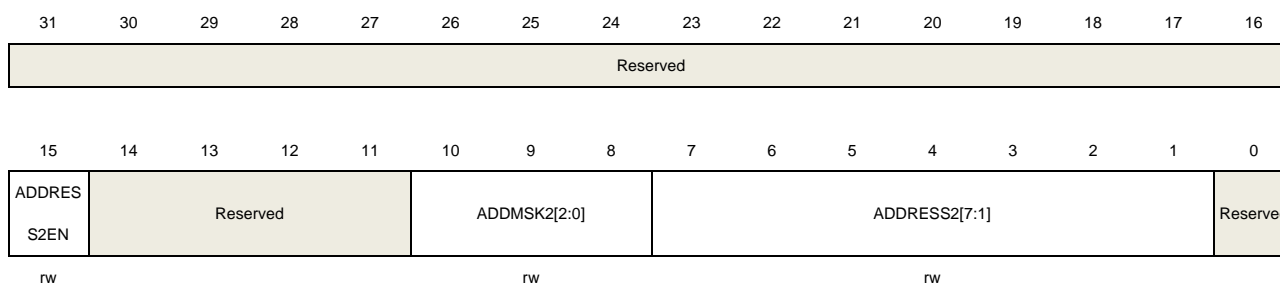 31 30 29 28 27 26 25 24 23 22 21 20 19 18 17 16
Reserved
15 14 13 12 11 10 9 8 7 6 5 4 3 2 1 0
ADDRES
S2EN
Reserved
ADDMSK2[2:0]
ADDRESS2[7:1]
Reserve
rw rw rw